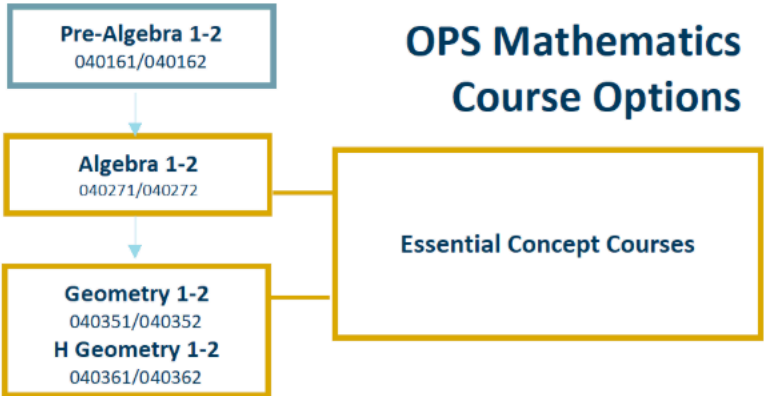 Pre-Algebra 1-2
040161/040162
OPS Mathematics
Course Options
Algebra 1-2
040271/040272
Essential Concept Courses
Geometry 1-2
040351/040352
H Geometry 1-2
040361/040362